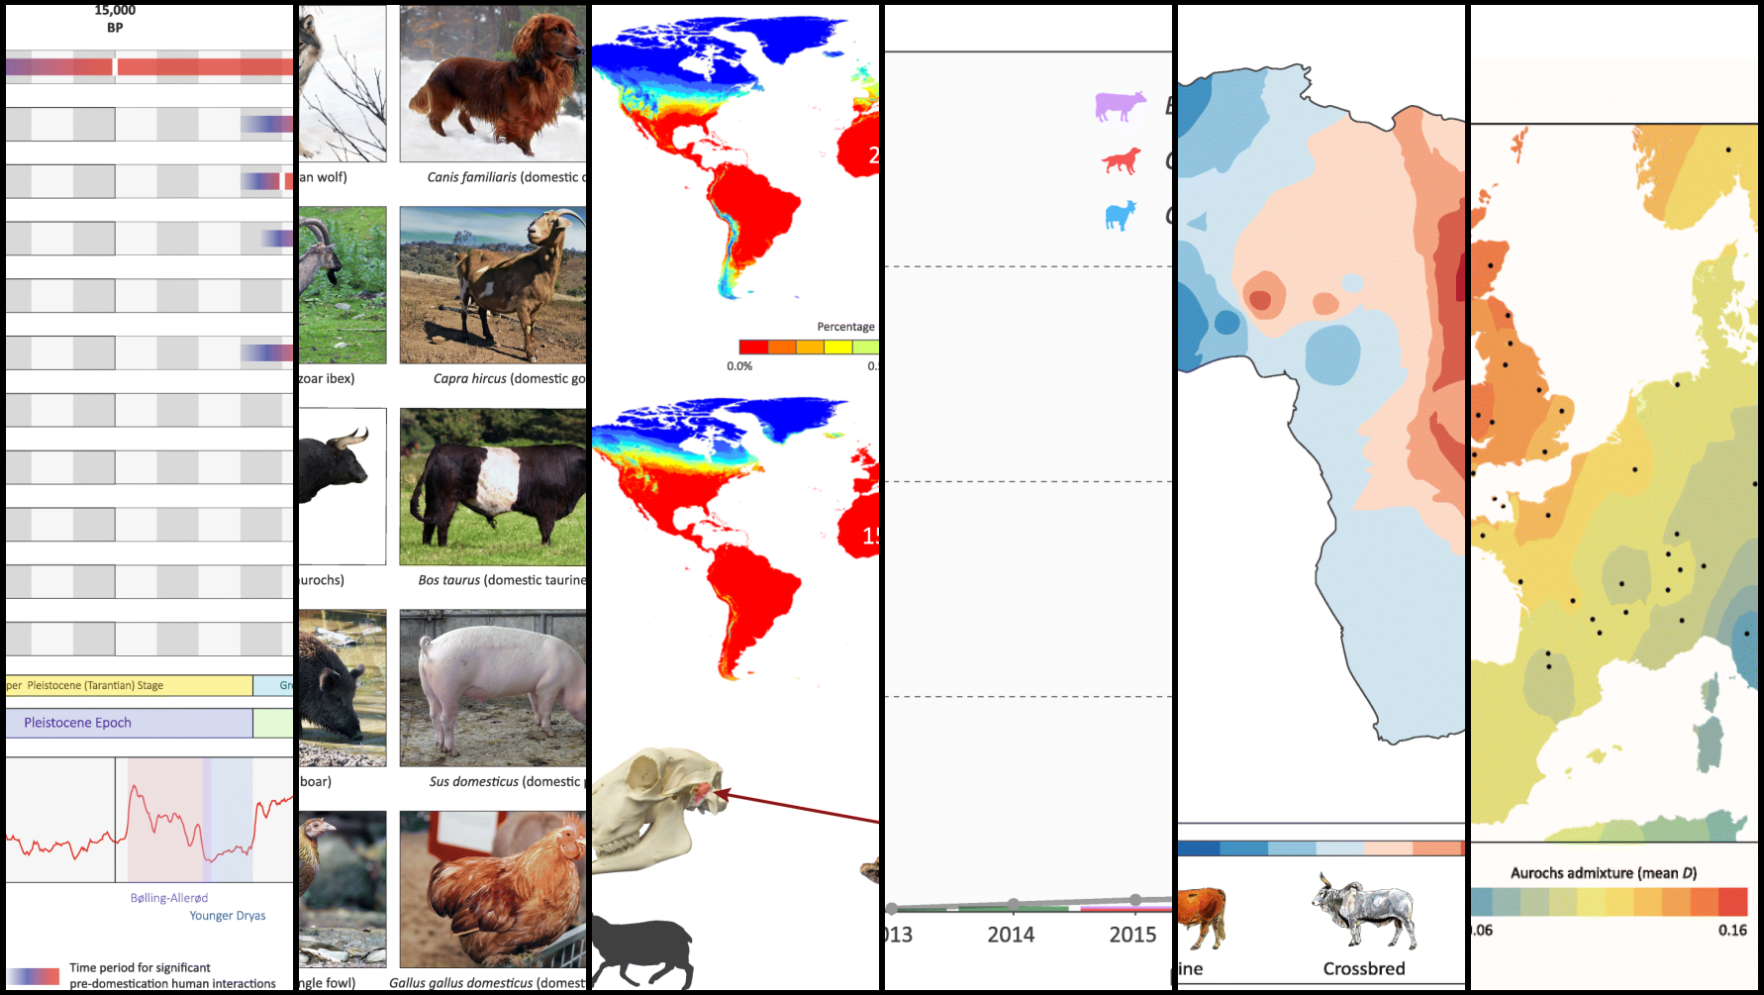 15,000
BP
per Pleistocene (Tarantian) Stage
Gre
Pleistocene Epoch
Bølling-Allerød
Younger Dryas
Time period for significant
pre-domestication human interactions
an wolf)
Canis familiaris (domestic d
zoar ibex)
Capra hircus (domestic go
urochs)
Bos taurus (domestic taurine
boar)
Sus domesticus (domestic p
ngle fowl)
Gallus gallus domesticus (domest
2
Percentage
0.0%
0.
15
013
2014
2015
ine
Crossbred
Aurochs admixture (mean D)
.06
0.16